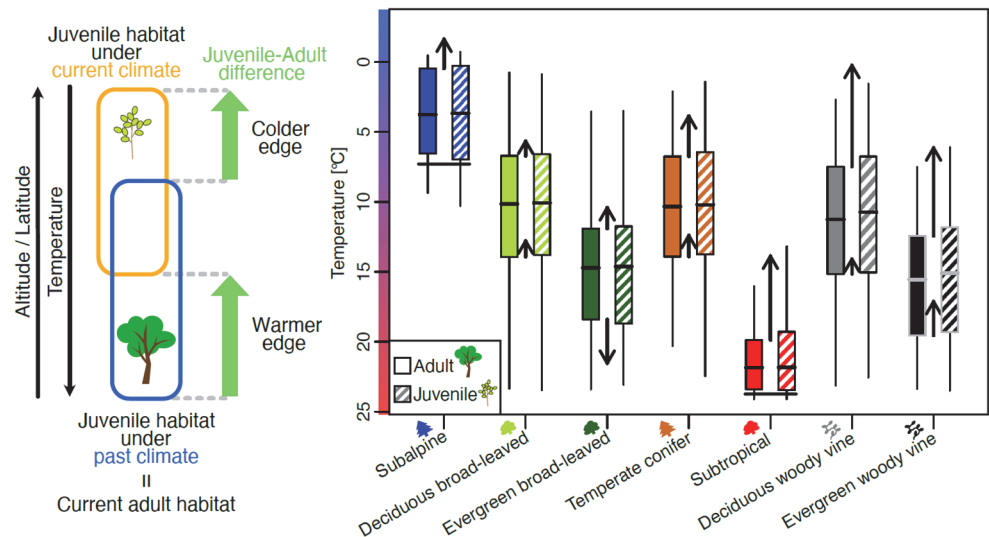 Juvenile habitat
under
current climate
Juvenile-Adult
difference
Altitude / Latitude
Temperature
Colder
edge
Warmer
edge
Juvenile habitat
under
past climate
=
Current adult habitat
Temperature [°C]
0
5
10
15
20
25
Adult
Juvenile
Subalpine
Deciduous broad-leaved
Evergreen broad-leaved
Temperate conifer
Subtropical
Deciduous woody vine
Evergreen woody vine